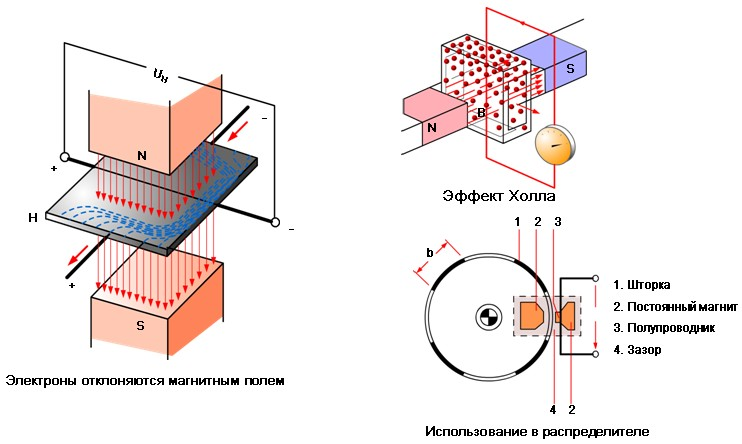 U_H
N
−
+
H
−
+
S
Электроны отклоняются магнитным полем
S
B
N
Эффект Холла
1 2 3
b
1. Шторка
2. Постоянный магнит
3. Полупроводник
4. Зазор
4 2
Использование в распределителе